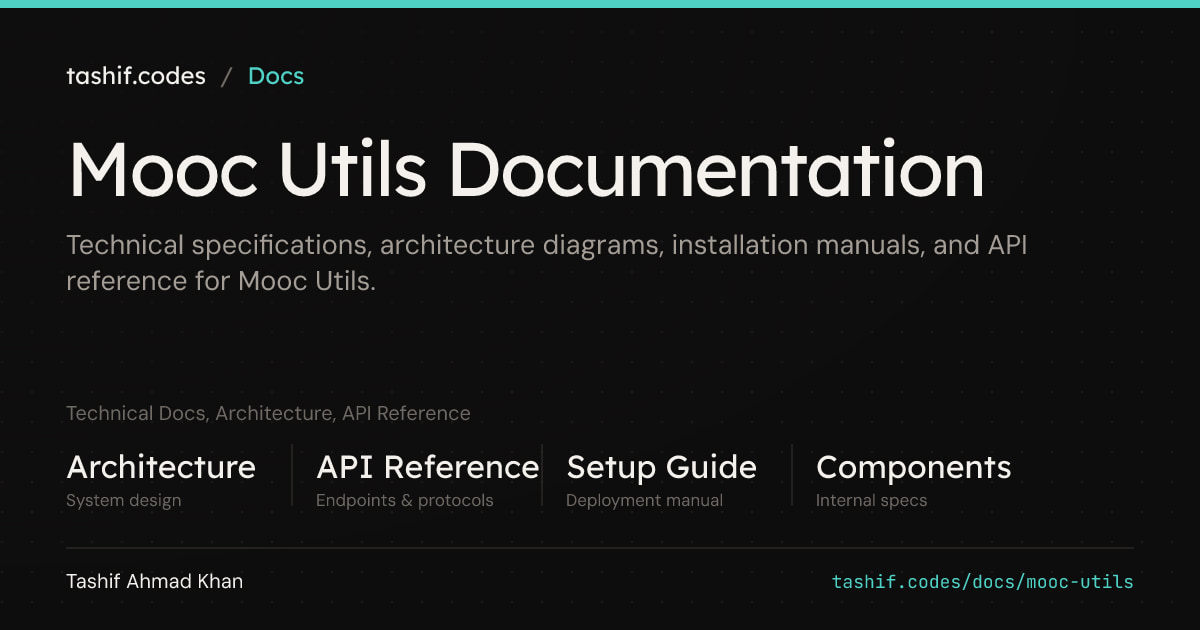 tashif.codes / Docs
Mooc Utils Documentation
Technical specifications, architecture diagrams, installation manuals, and API
reference for Mooc Utils.
Technical Docs, Architecture, API Reference
Architecture
System design
API Reference
Endpoints & protocols
Setup Guide
Deployment manual
Components
Internal specs
Tashif Ahmad Khan
tashif.codes/docs/mooc-utils